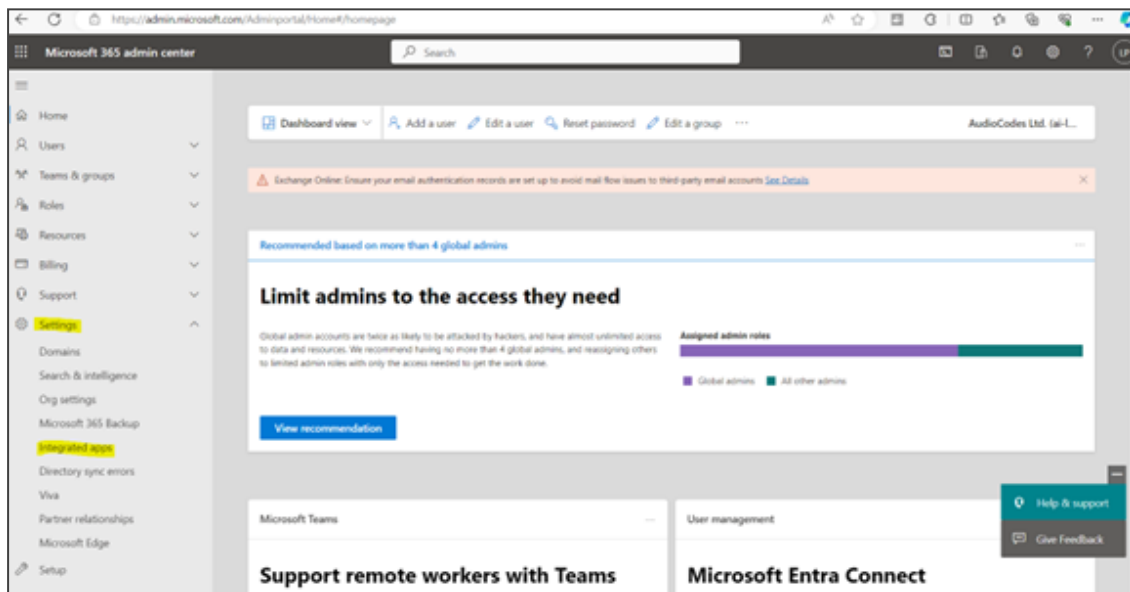 https://admin.microsoft.com/Adminportal/Home#/homepage
Microsoft 365 admin center
Search
LP
Home
Users
Teams & groups
Roles
Resources
Billing
Support
Settings
Domains
Search & intelligence
Org settings
Microsoft 365 Backup
Integrated apps
Directory sync errors
Viva
Partner relationships
Microsoft Edge
Setup
Dashboard view
Add a user
Edit a user
Reset password
Edit a group
AudioCodes Ltd. (ai-l...
Exchange Online: Ensure your email authentication records are set up to avoid mail flow issues to third-party email accounts See Details
Recommended based on more than 4 global admins
Limit admins to the access they need
Global admin accounts are twice as likely to be attacked by hackers, and have almost unlimited access
to data and resources. We recommend having no more than 4 global admins, and reassigning others
to limited admin roles with only the access needed to get the work done.
Assigned admin roles
Global admins
All other admins
View recommendation
Help & support
Give Feedback
Microsoft Teams
Support remote workers with Teams
User management
Microsoft Entra Connect